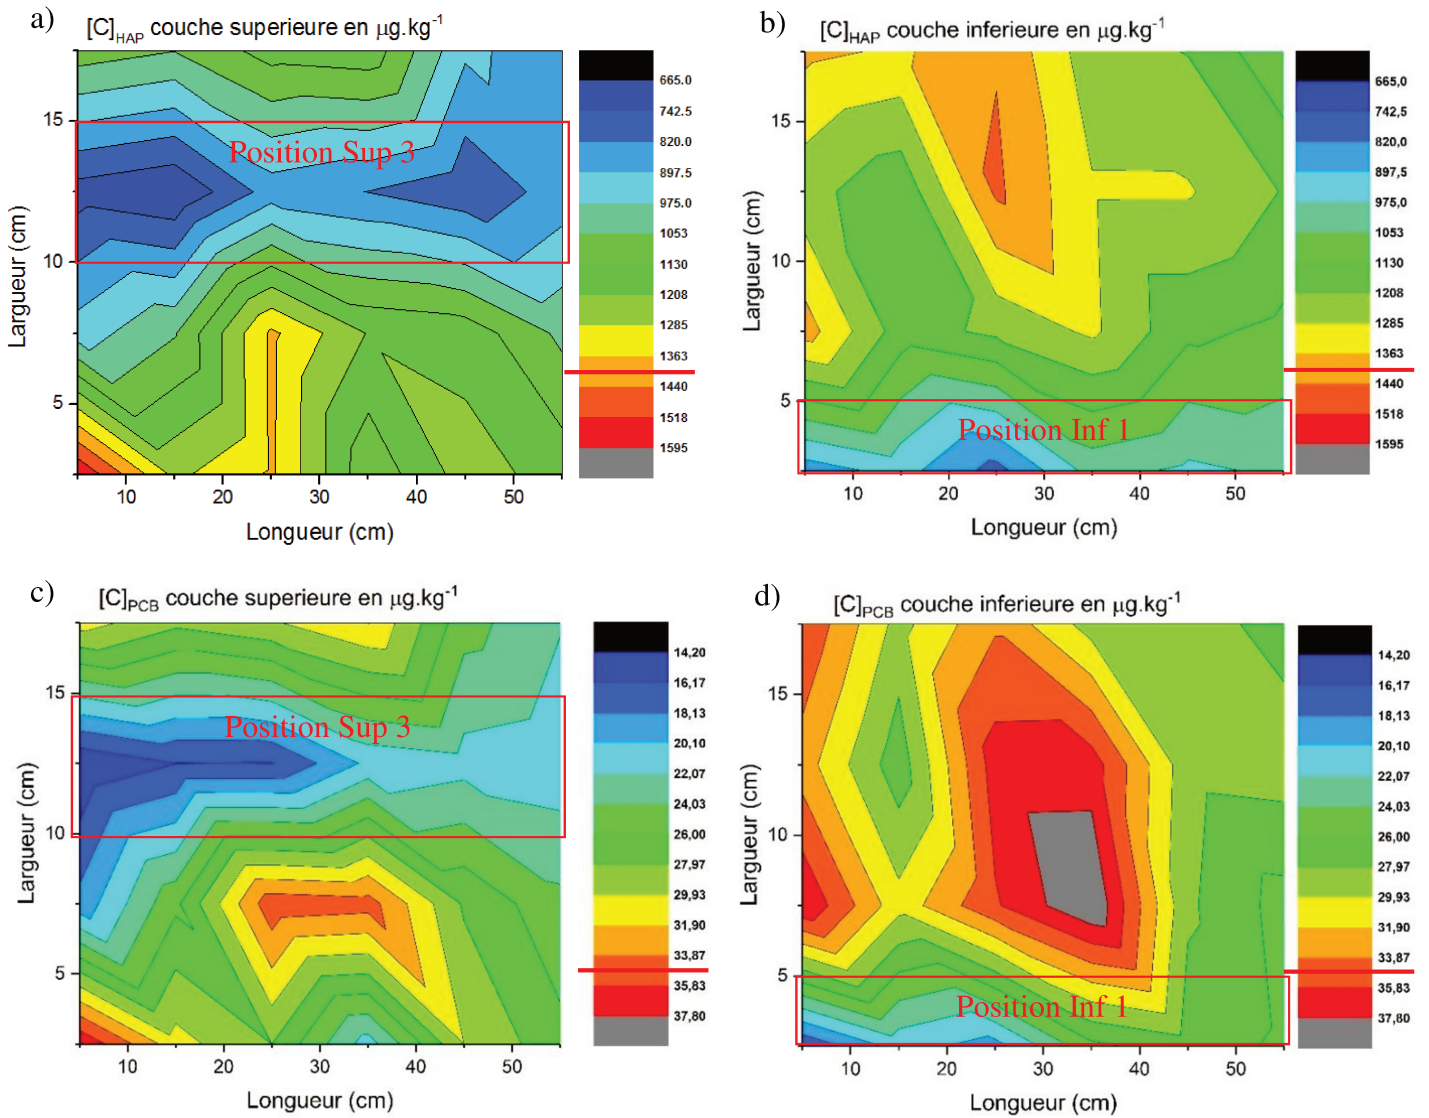 a)
[C]HAP couche superieure en µg.kg-1
Largueur (cm)
15
10
5
Position Sup 3
10 20 30 40 50
Longueur (cm)
665.0
742.5
820.0
897.5
975.0
1053
1130
1208
1285
1363
1440
1518
1595
b)
[C]HAP couche inferieure en µg.kg-1
Largueur (cm)
15
10
5
Position Inf 1
10 20 30 40 50
Longueur (cm)
665,0
742,5
820,0
897,5
975,0
1053
1130
1208
1285
1363
1440
1518
1595
c)
[C]PCB couche superieure en µg.kg-1
Largueur (cm)
15
10
5
Position Sup 3
10 20 30 40 50
Longueur (cm)
14,20
16,17
18,13
20,10
22,07
24,03
26,00
27,97
29,93
31,90
33,87
35,83
37,80
d)
[C]PCB couche inferieure en µg.kg-1
Largueur (cm)
15
10
5
Position Inf 1
10 20 30 40 50
Longueur (cm)
14,20
16,17
18,13
20,10
22,07
24,03
26,00
27,97
29,93
31,90
33,87
35,83
37,80